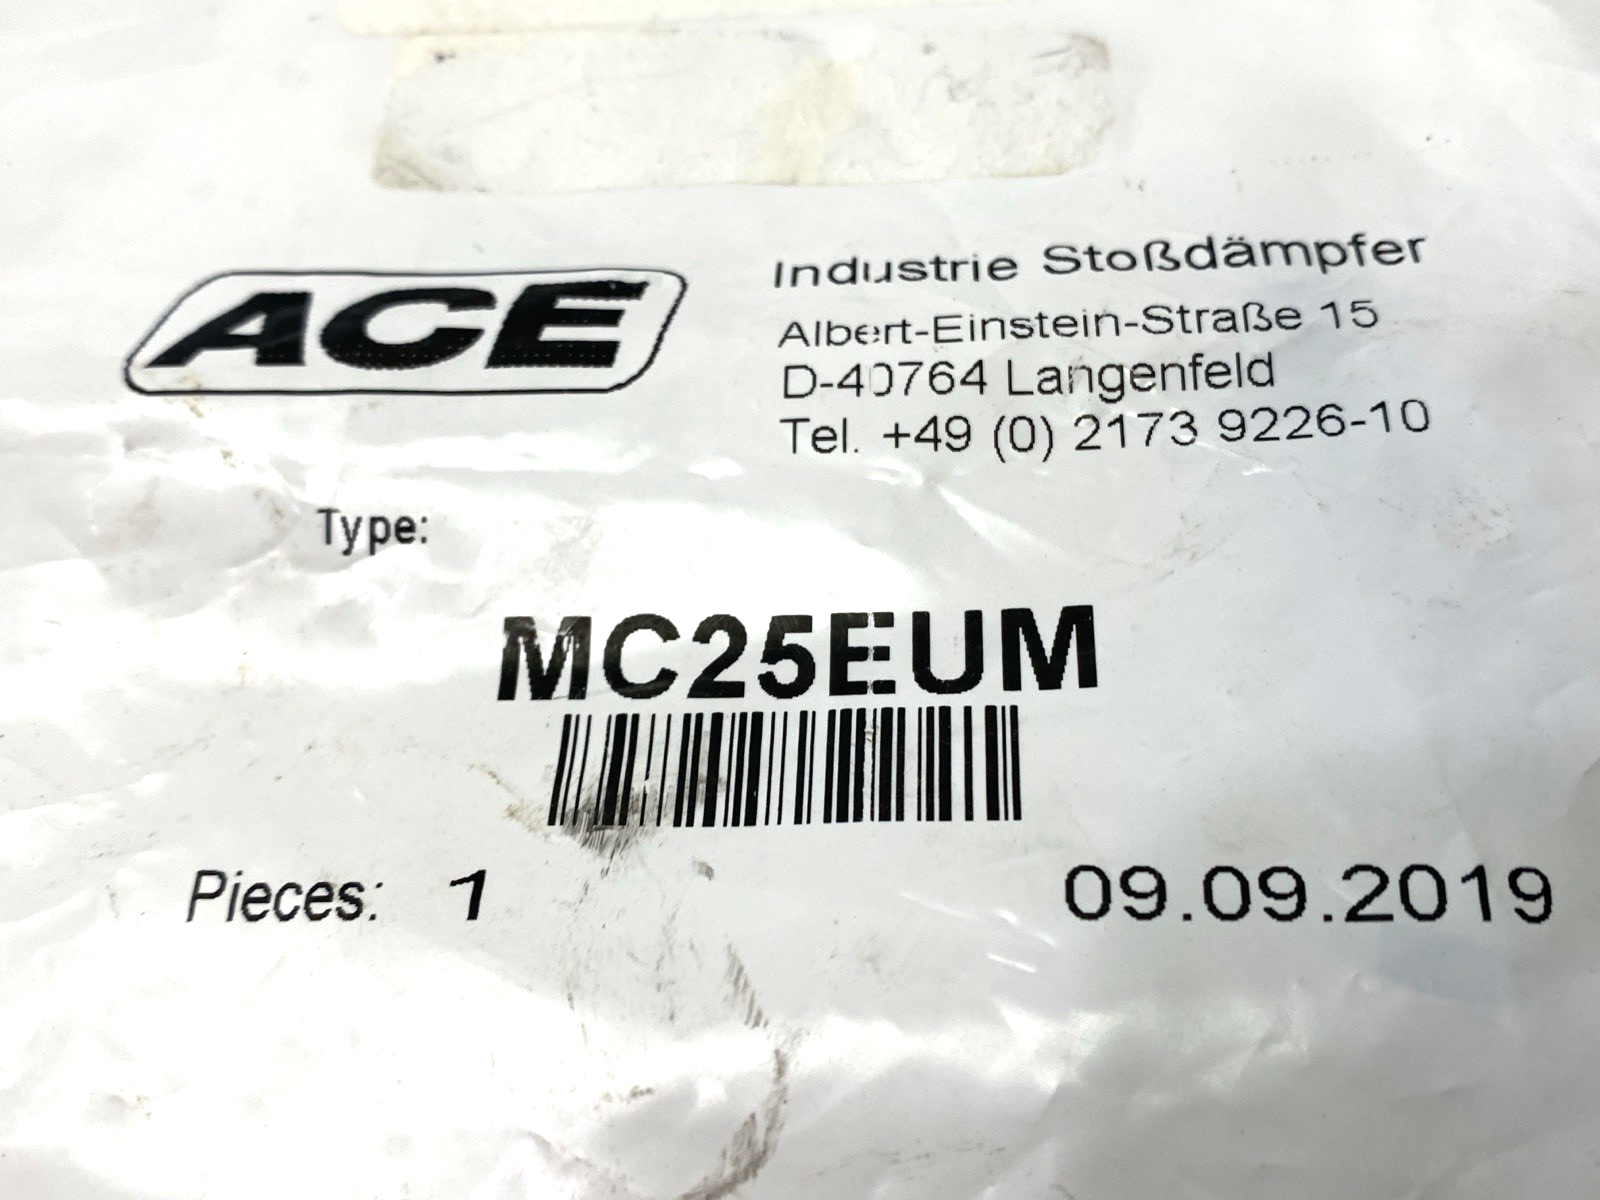 ACE
Industrie Stoßdämpfer
Albert-Einstein-Straße 15
D-40764 Langenfeld
Tel. +49 (0) 2173 9226-10
Type:
MC25EUM
Pieces: 1
09.09.2019